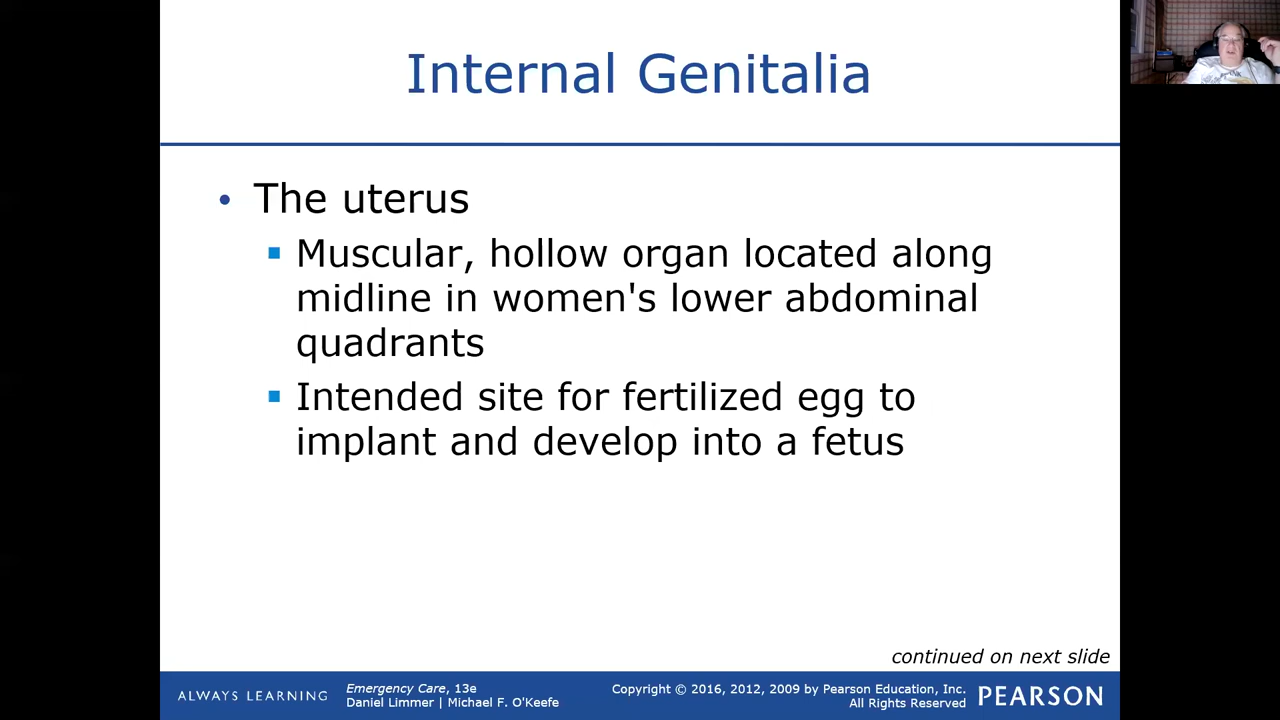 Internal Genitalia
• The uterus
▪ Muscular, hollow organ located along
midline in women's lower abdominal
quadrants
▪ Intended site for fertilized egg to
implant and develop into a fetus
continued on next slide
ALWAYS LEARNING
Emergency Care, 13e
Daniel Limmer | Michael F. O'Keefe
Copyright © 2016, 2012, 2009 by Pearson Education, Inc.
All Rights Reserved
PEARSON